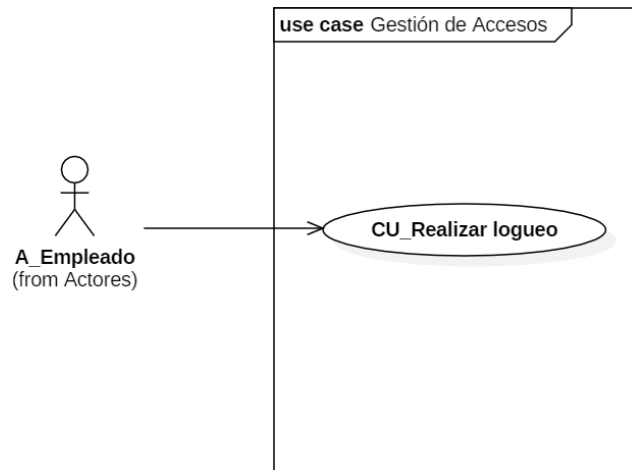 use case Gestión de Accesos
CU_Realizar logueo
A_Empleado
(from Actores)